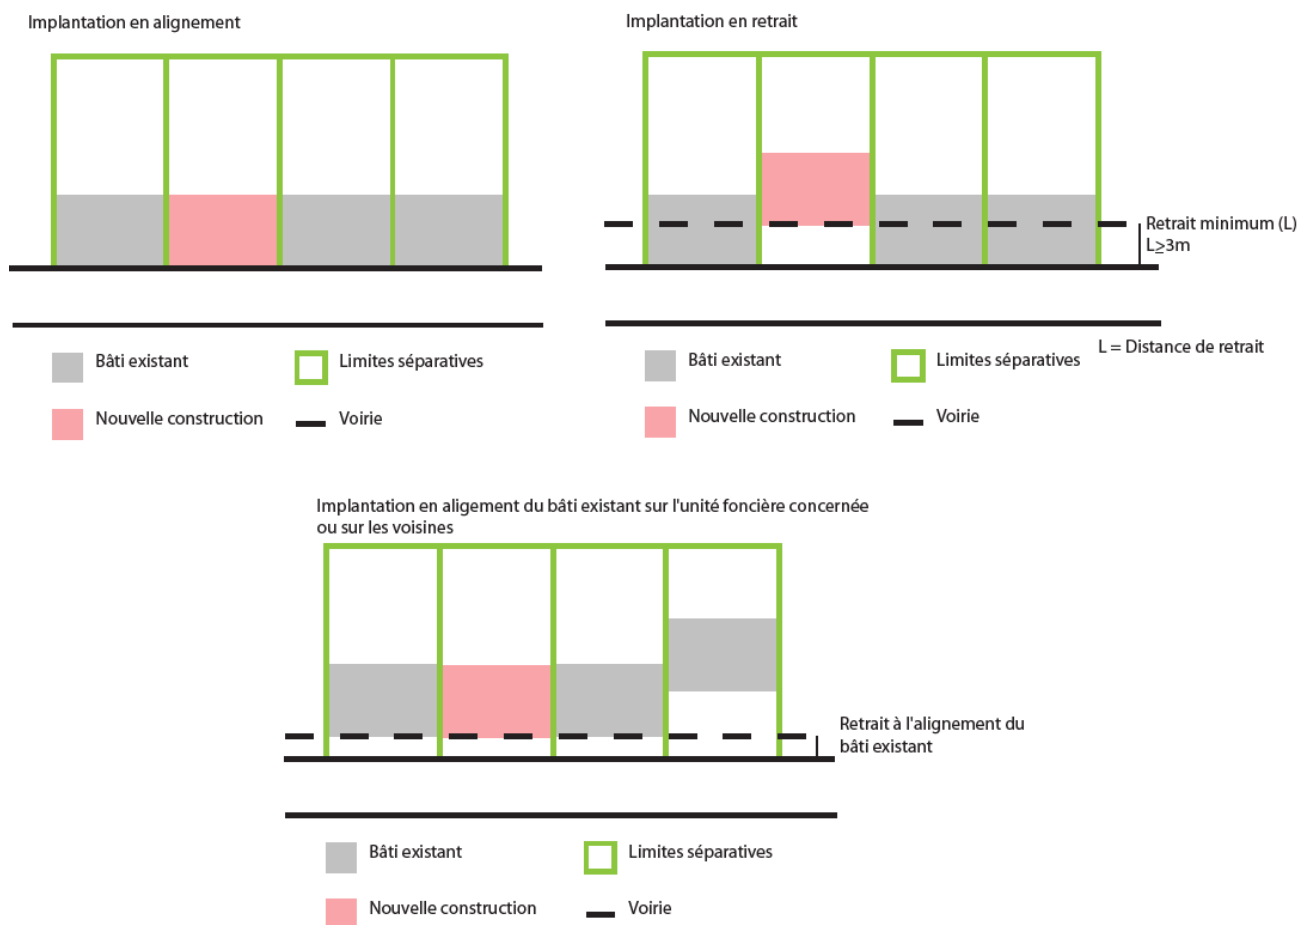 Implantation en alignement
Bâti existant
Limites séparatives
Nouvelle construction
Voirie
Implantation en retrait
Retrait minimum (L)
L≥3m
L = Distance de retrait
Bâti existant
Limites séparatives
Nouvelle construction
Voirie
Implantation en aligement du bâti existant sur l'unité foncière concernée
ou sur les voisines
Retrait à l'alignement du
bâti existant
Bâti existant
Limites séparatives
Nouvelle construction
Voirie